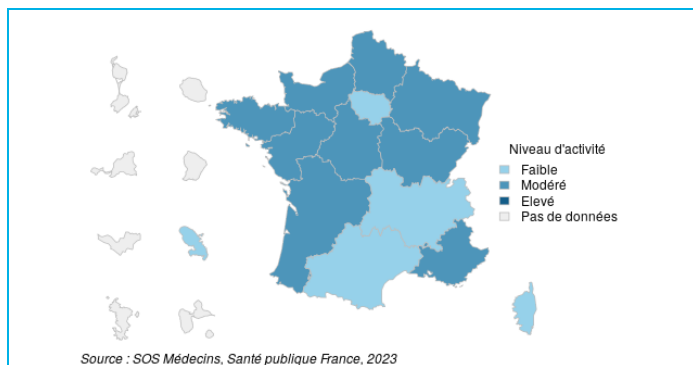 Niveau d'activité
Faible
Modéré
Elevé
Pas de données
Source : SOS Médecins, Santé publique France, 2023